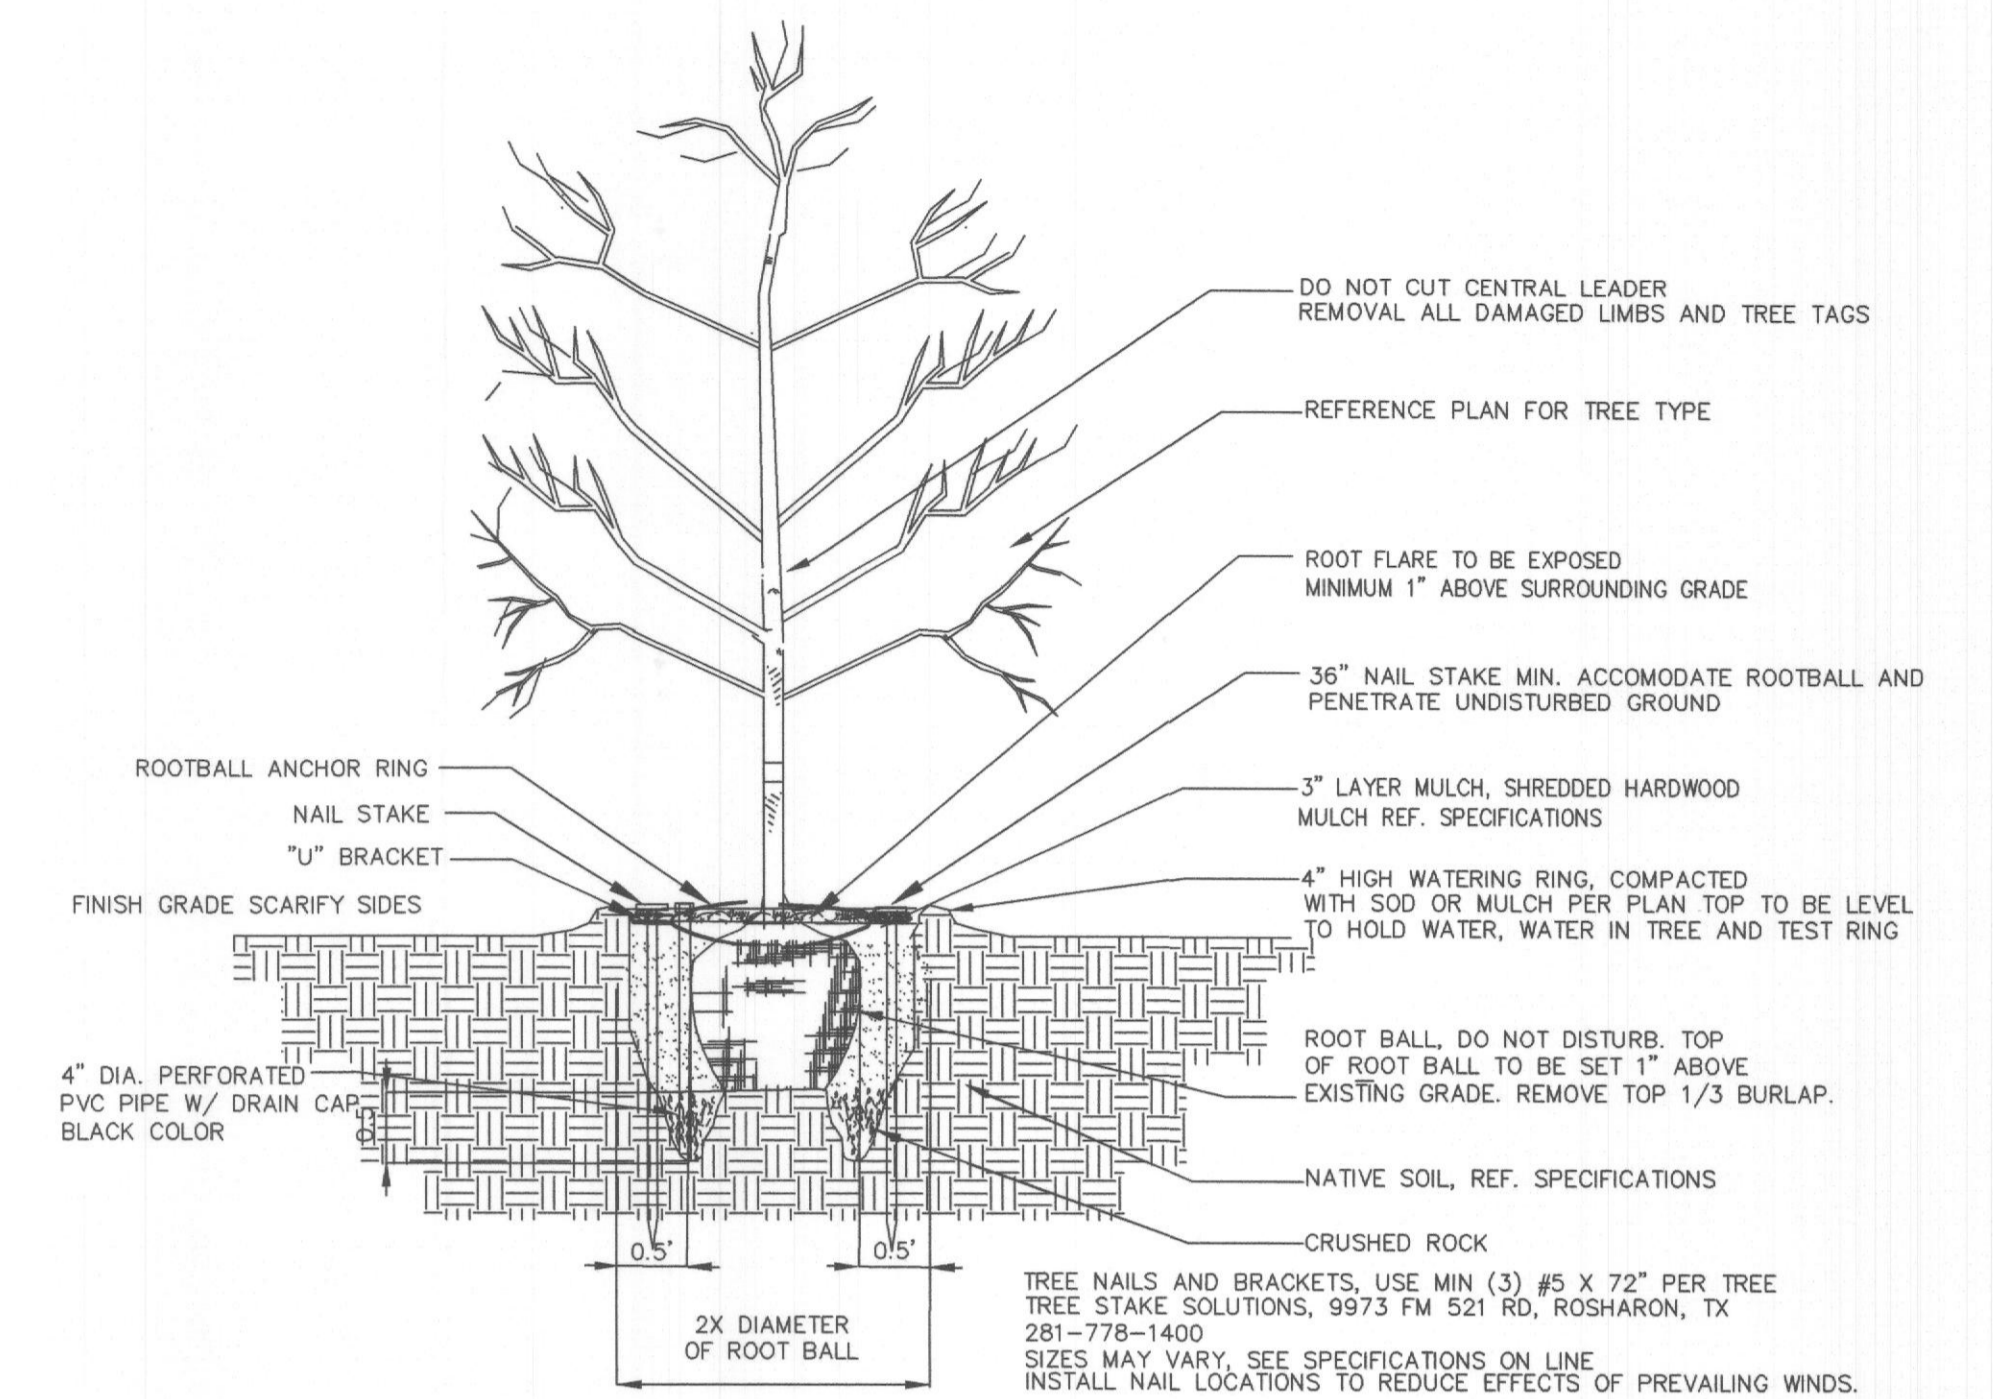 DO NOT CUT CENTRAL LEADER
REMOVAL ALL DAMAGED LIMBS AND TREE TAGS
REFERENCE PLAN FOR TREE TYPE
ROOT FLARE TO BE EXPOSED
MINIMUM 1" ABOVE SURROUNDING GRADE
36" NAIL STAKE MIN. ACCOMODATE ROOTBALL AND
PENETRATE UNDISTURBED GROUND
ROOTBALL ANCHOR RING
NAIL STAKE
"U" BRACKET
FINISH GRADE SCARIFY SIDES
3" LAYER MULCH, SHREDDED HARDWOOD
MULCH REF. SPECIFICATIONS
4" HIGH WATERING RING, COMPACTED
WITH SOD OR MULCH PER PLAN TOP TO BE LEVEL
TO HOLD WATER, WATER IN TREE AND TEST RING
ROOT BALL, DO NOT DISTURB. TOP
OF ROOT BALL TO BE SET 1" ABOVE
EXISTING GRADE. REMOVE TOP 1/3 BURLAP.
4" DIA. PERFORATED
PVC PIPE W/ DRAIN CAP
BLACK COLOR
0.5'
NATIVE SOIL, REF. SPECIFICATIONS
CRUSHED ROCK
0.5'
0.5'
2X DIAMETER
OF ROOT BALL
TREE NAILS AND BRACKETS, USE MIN (3) #5 X 72" PER TREE
TREE STAKE SOLUTIONS, 9973 FM 521 RD, ROSHARON, TX
281-778-1400
SIZES MAY VARY, SEE SPECIFICATIONS ON LINE
INSTALL NAIL LOCATIONS TO REDUCE EFFECTS OF PREVAILING WINDS.